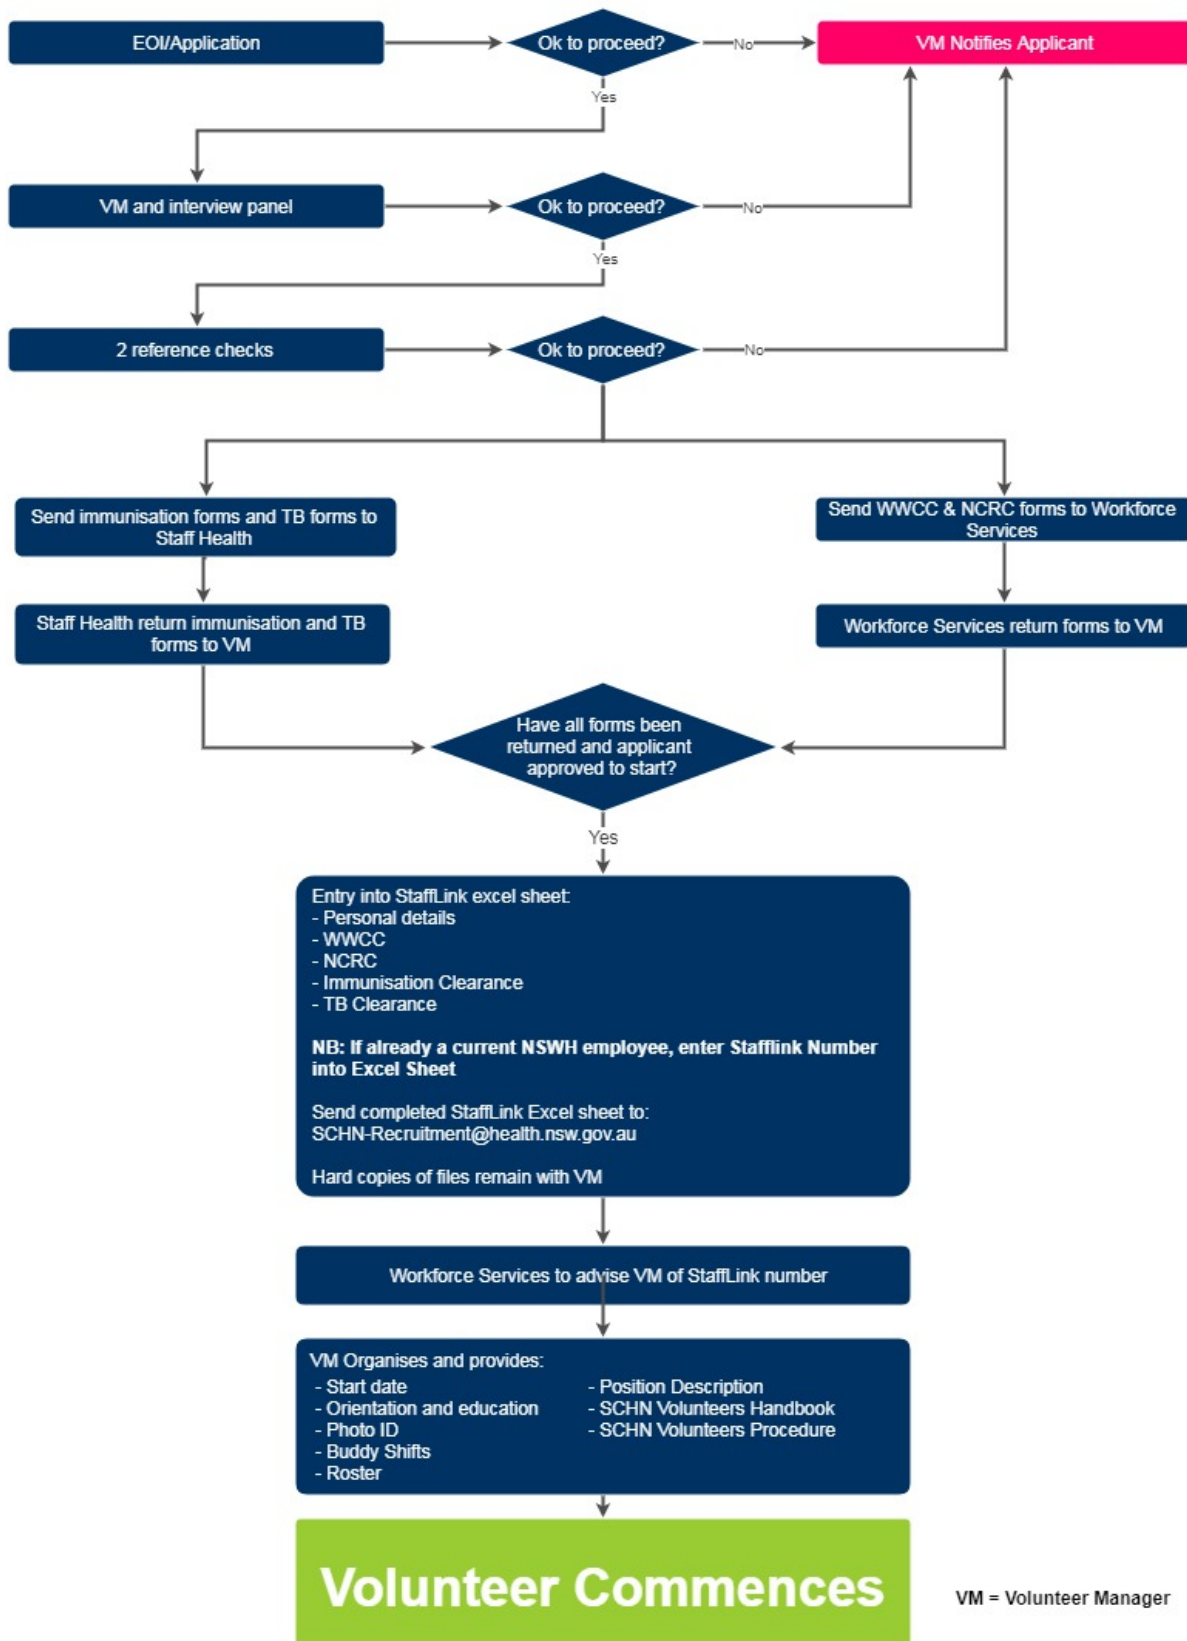 EOI/Application
Ok to proceed?
No
VM Notifies Applicant
Yes
VM and interview panel
Ok to proceed?
No
Yes
2 reference checks
Ok to proceed?
No
Send immunisation forms and TB forms to
Staff Health
Send WWCC & NCRC forms to Workforce
Services
Staff Health return immunisation and TB
forms to VM
Workforce Services return forms to VM
Have all forms been
returned and applicant
approved to start?
Yes
Entry into StaffLink excel sheet:
- Personal details
- WWCC
- NCRC
- Immunisation Clearance
- TB Clearance
NB: If already a current NSWH employee, enter Stafflink Number
into Excel Sheet
Send completed StaffLink Excel sheet to:
SCHN-Recruitment@health.nsw.gov.au
Hard copies of files remain with VM
Workforce Services to advise VM of StaffLink number
VM Organises and provides:
- Start date
- Orientation and education
- Photo ID
- Buddy Shifts
- Roster
- Position Description
- SCHN Volunteers Handbook
- SCHN Volunteers Procedure
Volunteer Commences
VM = Volunteer Manager